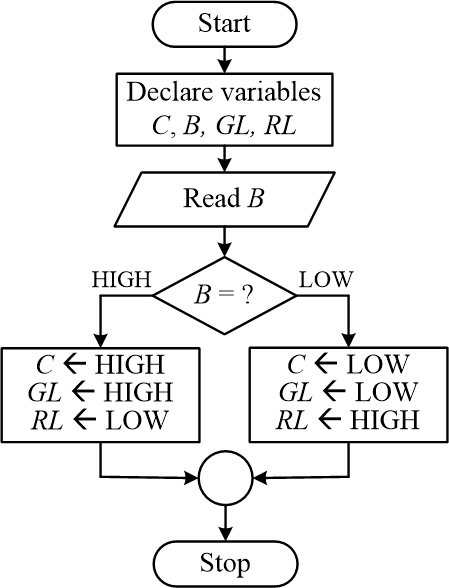 Start
Declare variables
C, B, GL, RL
Read B
HIGH
LOW
B = ?
C ← HIGH
GL ← HIGH
RL ← LOW
C ← LOW
GL ← LOW
RL ← HIGH
Stop